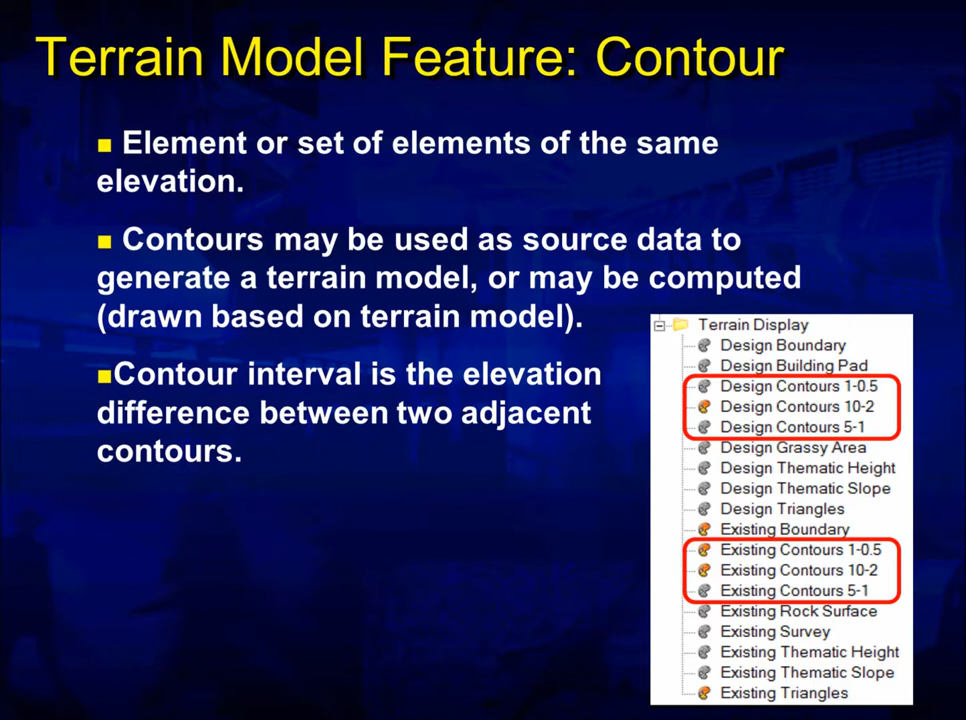 Terrain Model Feature: Contour
Element or set of elements of the same
elevation.
Contours may be used as source data to
generate a terrain model, or may be computed
(drawn based on terrain model).
Contour interval is the elevation
difference between two adjacent
contours.
Terrain Display
Design Boundary
Design Building Pad
Design Contours 1-0.5
Design Contours 10-2
Design Contours 5-1
Design Grassy Area
Design Thematic Height
Design Thematic Slope
Design Triangles
Existing Boundary
Existing Contours 1-0.5
Existing Contours 10-2
Existing Contours 5-1
Existing Rock Surface
Existing Survey
Existing Thematic Height
Existing Thematic Slope
Existing Triangles